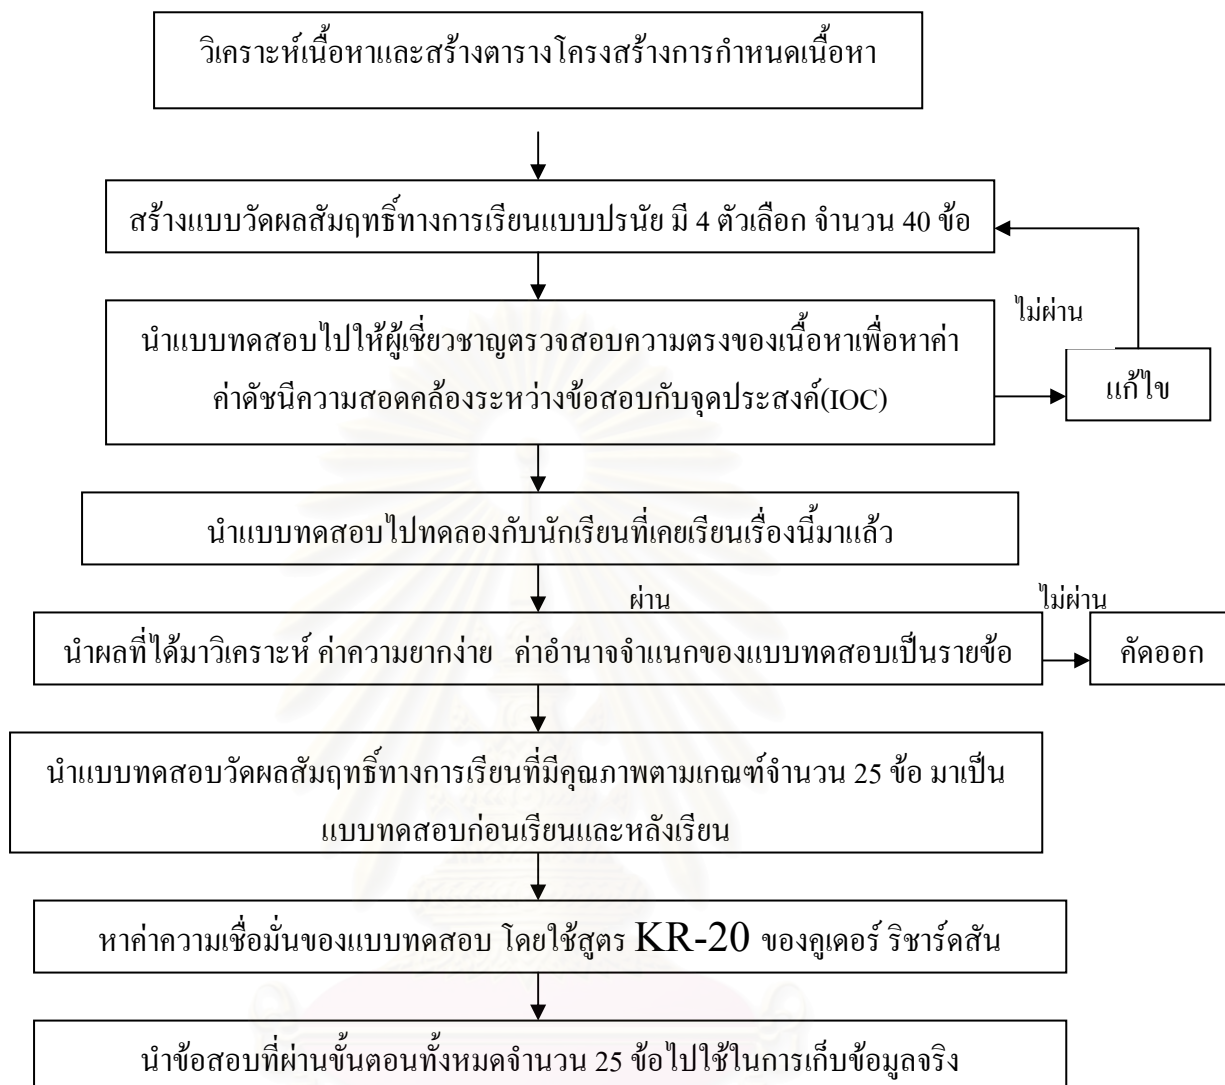 วิเคราะห์เนื้อหาและสร้างตารางโครงสร้างการกำหนดเนื้อหา
สร้างแบบวัดผลสัมฤทธิ์ทางการเรียนแบบปรนัย มี 4 ตัวเลือก จำนวน 40 ข้อ
ไม่ผ่าน
นำแบบทดสอบไปให้ผู้เชี่ยวชาญตรวจสอบความตรงของเนื้อหาเพื่อหาค่า
ค่าดัชนีความสอดคล้องระหว่างข้อสอบกับจุดประสงค์(IOC)
แก้ไข
นำแบบทดสอบไปทดลองกับนักเรียนที่เคยเรียนเรื่องนี้มาแล้ว
ผ่าน
ไม่ผ่าน
นำผลที่ได้มาวิเคราะห์ ค่าความยากง่าย ค่าอำนาจจำแนกของแบบทดสอบเป็นรายข้อ
คัดออก
นำแบบทดสอบวัดผลสัมฤทธิ์ทางการเรียนที่มีคุณภาพตามเกณฑ์จำนวน 25 ข้อ มาเป็น
แบบทดสอบก่อนเรียนและหลังเรียน
หาค่าความเชื่อมั่นของแบบทดสอบ โดยใช้สูตร KR-20 ของคูเดอร์ ริชาร์ดสัน
นำข้อสอบที่ผ่านขั้นตอนทั้งหมดจำนวน 25 ข้อไปใช้ในการเก็บข้อมูลจริง